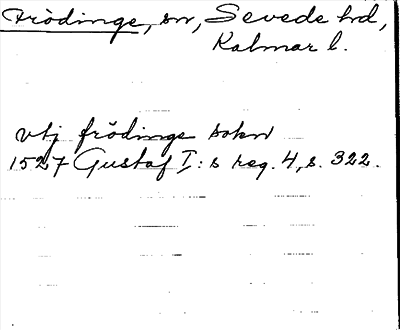 Frödinge, sn, Sevede hd,
Kalmar l.
vtj frödinge sokn
1527 Gustaf I:s reg. 4, s. 322.